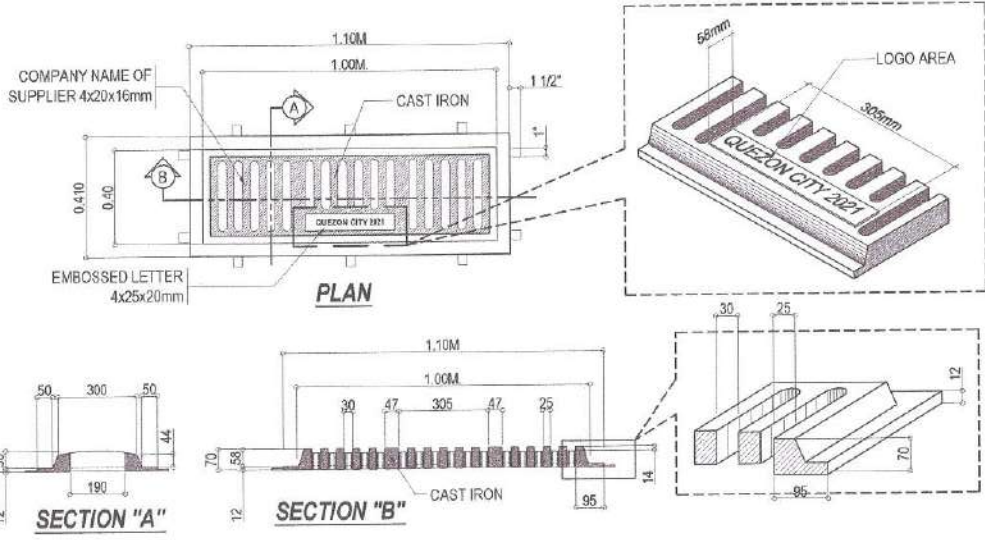 1.10M.
1.00M.
COMPANY NAME OF
SUPPLIER 4x20x16mm
A
CAST IRON
1 1/2"
1"
B
0.410
0.40
QUEZON CITY 2021
EMBOSSED LETTER
4x25x20mm
PLAN
58mm
LOGO AREA
305mm
QUEZON CITY 2021
50
300
50
44
190
12
SECTION "A"
1.10M
1.00M.
30
47
305
47
25
70
58
12
14
95
CAST IRON
SECTION "B"
30
25
12
70
95